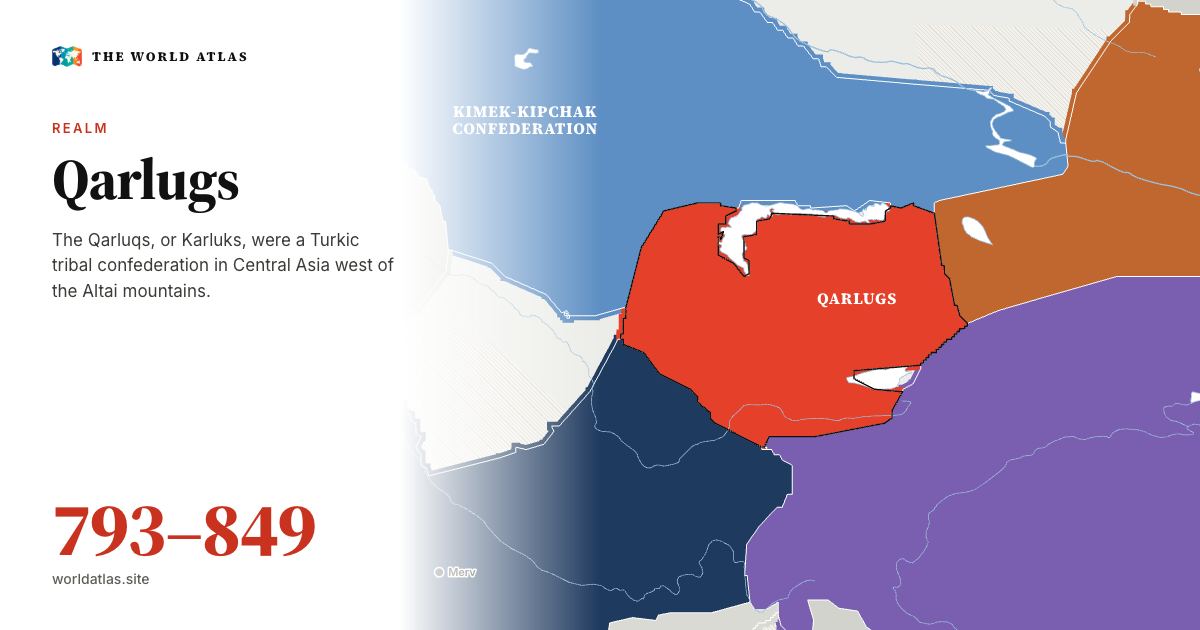 THE WORLD ATLAS
REALM
Qarlugs
The Qarluqs, or Karluks, were a Turkic
tribal confederation in Central Asia west of
the Altai mountains.
793–849
worldatlas.site
KIMEK-KIPCHAK
CONFEDERATION
QARLUGS
Merv